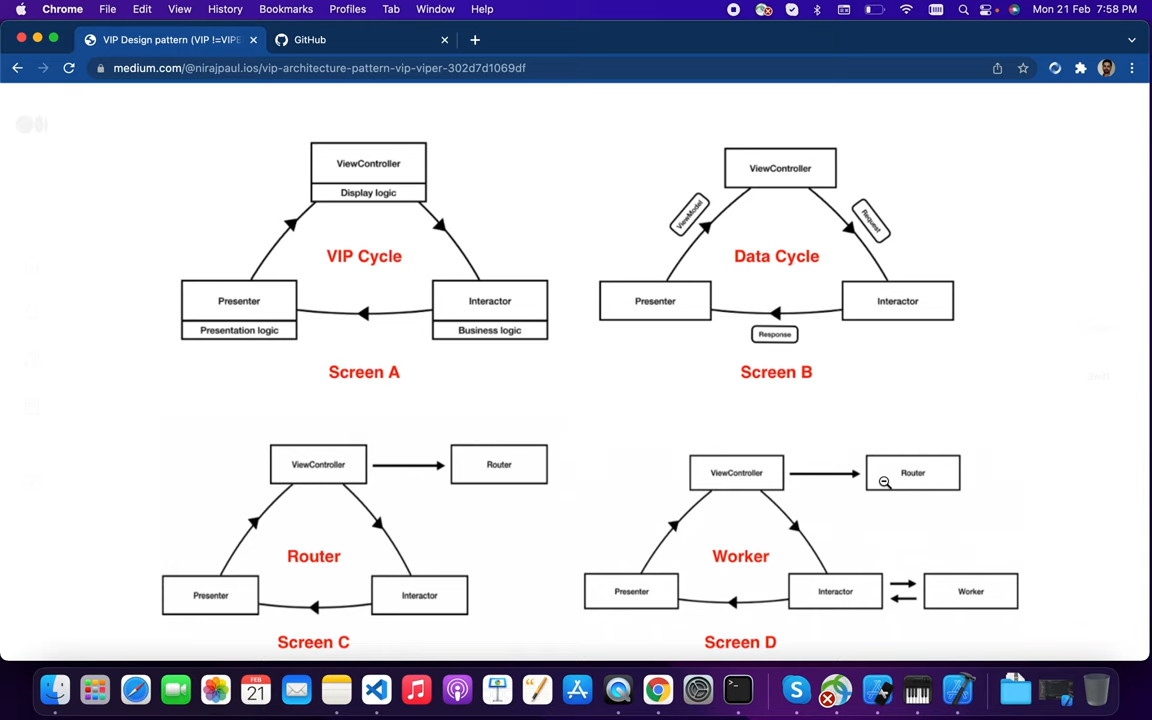 Chrome File Edit View History Bookmarks Profiles Tab Window Help Mon 21 Feb 7:58 PM
VIP Design pattern (VIP !=VIPE GitHub
medium.com/@nirajpaul.ios/vip-architecture-pattern-vip-viper-302d7d1069df
ViewController
Display logic
VIP Cycle
Presenter
Presentation logic
Interactor
Business logic
Screen A
ViewController
ViewModel
Request
Data Cycle
Presenter
Interactor
Response
Screen B
ViewController
Router
Router
Presenter
Interactor
Screen C
ViewController
Router
Worker
Presenter
Interactor
Worker
Screen D
FEB
21